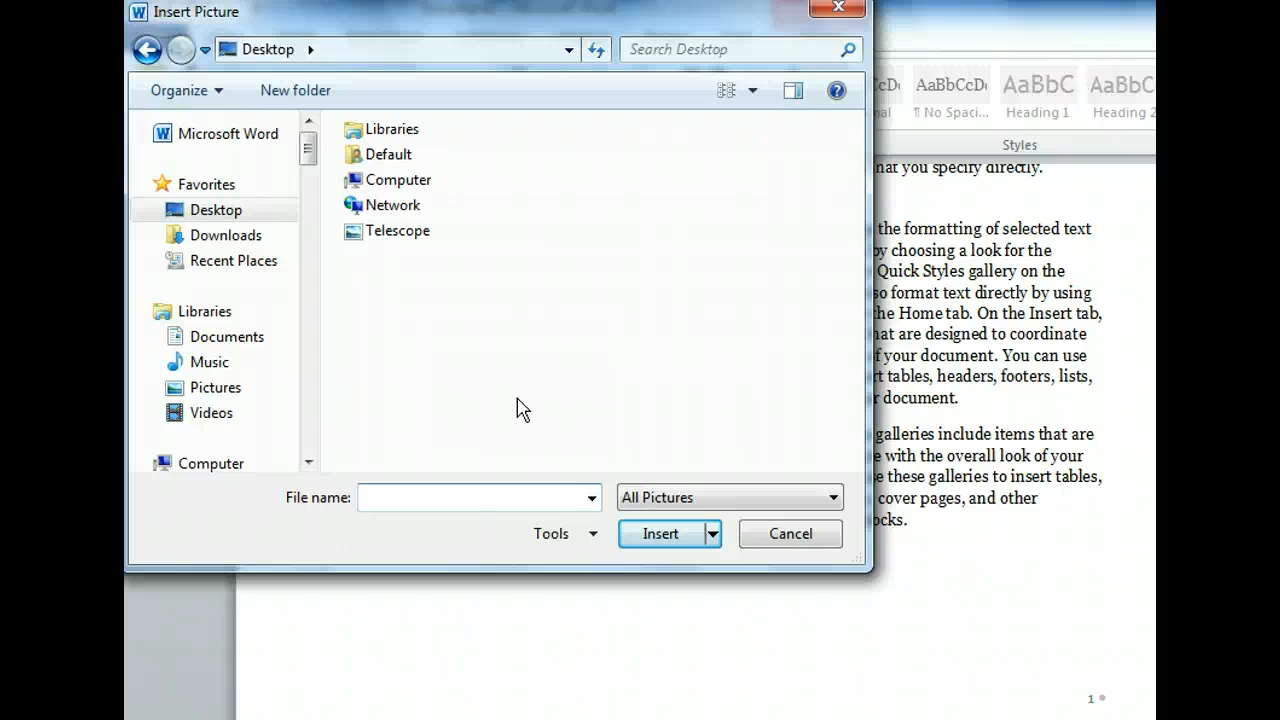 Insert Picture
Desktop
Search Desktop
Organize
New folder
Microsoft Word
Favorites
Desktop
Downloads
Recent Places
Libraries
Documents
Music
Pictures
Videos
Computer
Libraries
Default
Computer
Network
Telescope
File name:
All Pictures
Tools
Insert
Cancel
AaBbCcDc
AaBbC
AaBbC
¶ No Spaci...
Heading 1
Heading 2
Styles
that you specify directly.
the formatting of selected text
by choosing a look for the
Quick Styles gallery on the
so format text directly by using
the Home tab. On the Insert tab,
that are designed to coordinate
of your document. You can use
tables, headers, footers, lists,
document.
galleries include items that are
with the overall look of your
these galleries to insert tables,
cover pages, and other
1